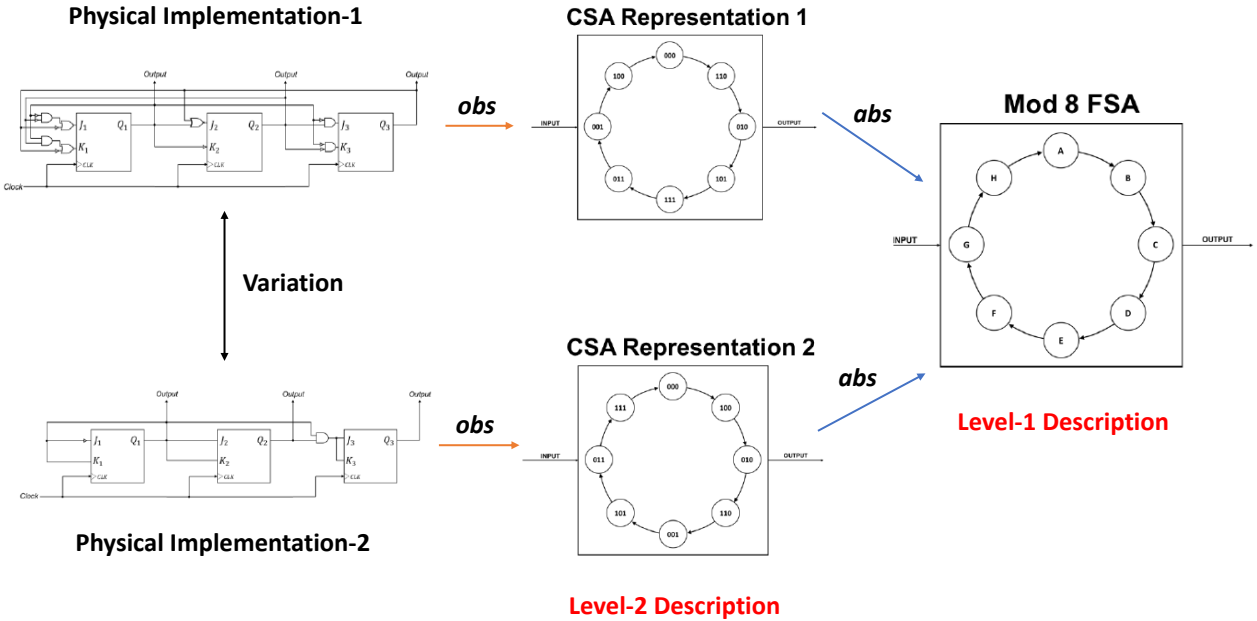 Physical Implementation-1
CSA Representation 1
Output
Output
Output
J1
Q1
K1
CLK
J2
Q2
K2
CLK
J3
Q3
K3
CLK
Clock
obs
INPUT
000
110
010
101
111
011
001
100
OUTPUT
abs
Mod 8 FSA
A
B
C
D
E
F
G
H
INPUT
OUTPUT
Level-1 Description
Variation
CSA Representation 2
Output
Output
Output
J1
Q1
K1
CLK
J2
Q2
K2
CLK
J3
Q3
K3
CLK
Clock
obs
INPUT
000
100
010
110
001
101
011
111
OUTPUT
abs
Physical Implementation-2
Level-2 Description